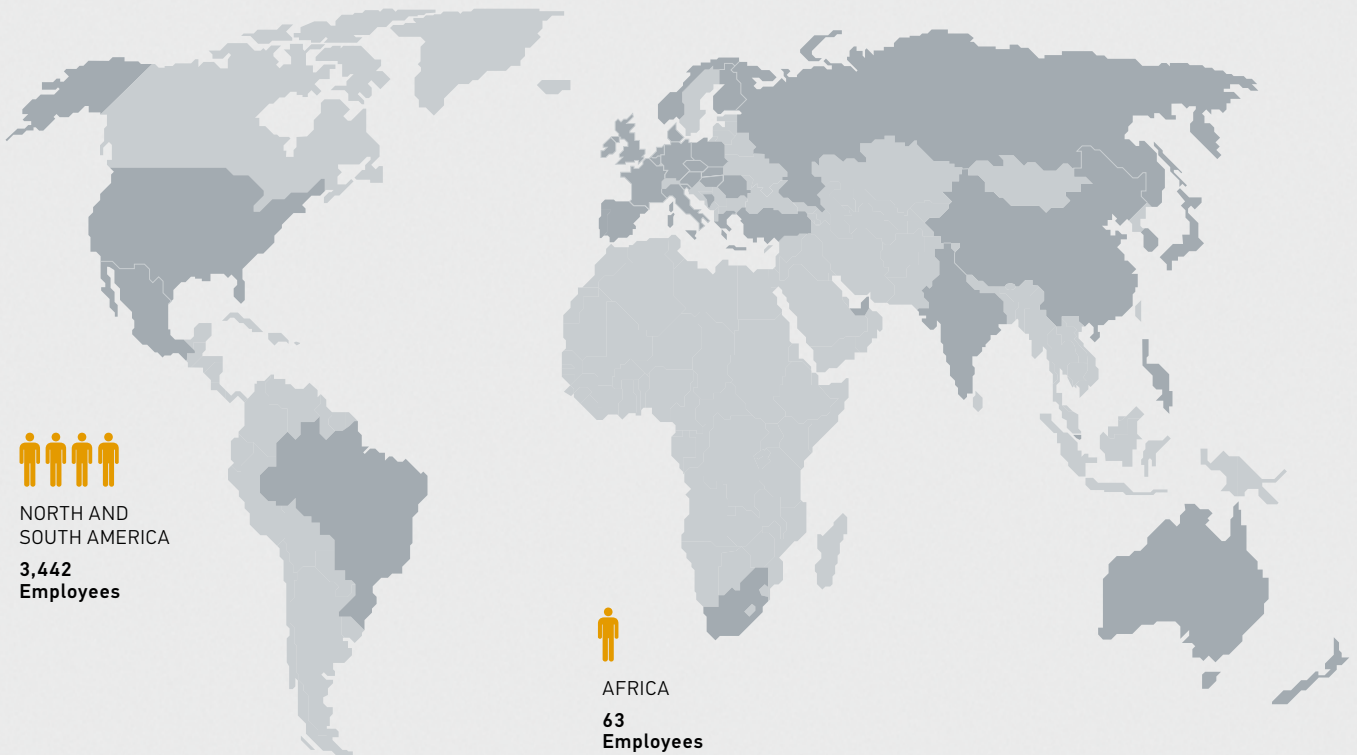 NORTH AND
SOUTH AMERICA
3,442
Employees
AFRICA
63
Employees